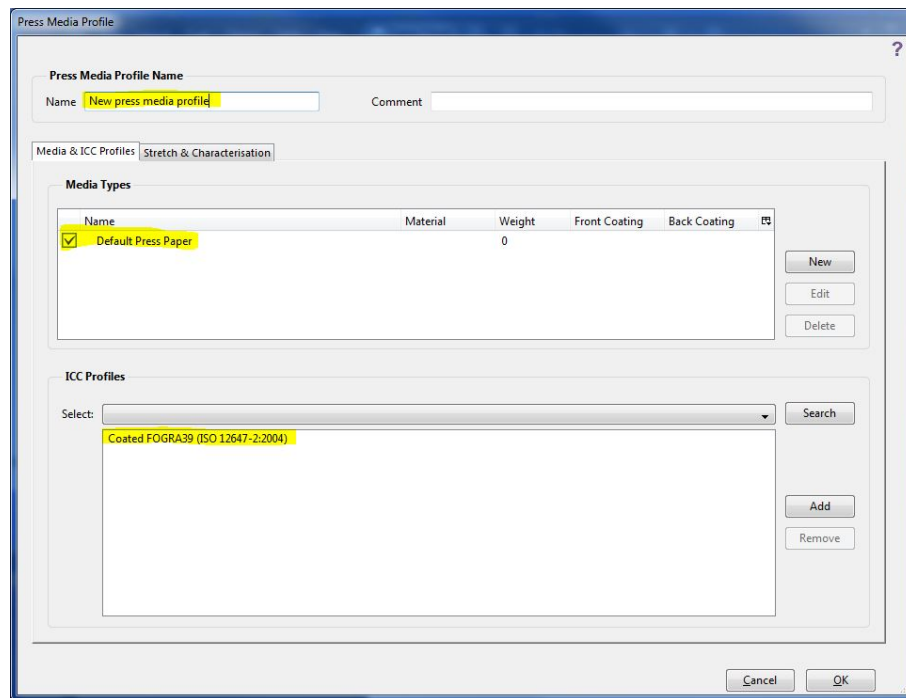 Press Media Profile
?
Press Media Profile Name
Name New press media profile Comment
Media & ICC Profiles Stretch & Characterisation
Media Types
Name Material Weight Front Coating Back Coating
Default Press Paper 0
New
Edit
Delete
ICC Profiles
Select: Search
Coated FOGRA39 (ISO 12647-2:2004)
Add
Remove
Cancel OK